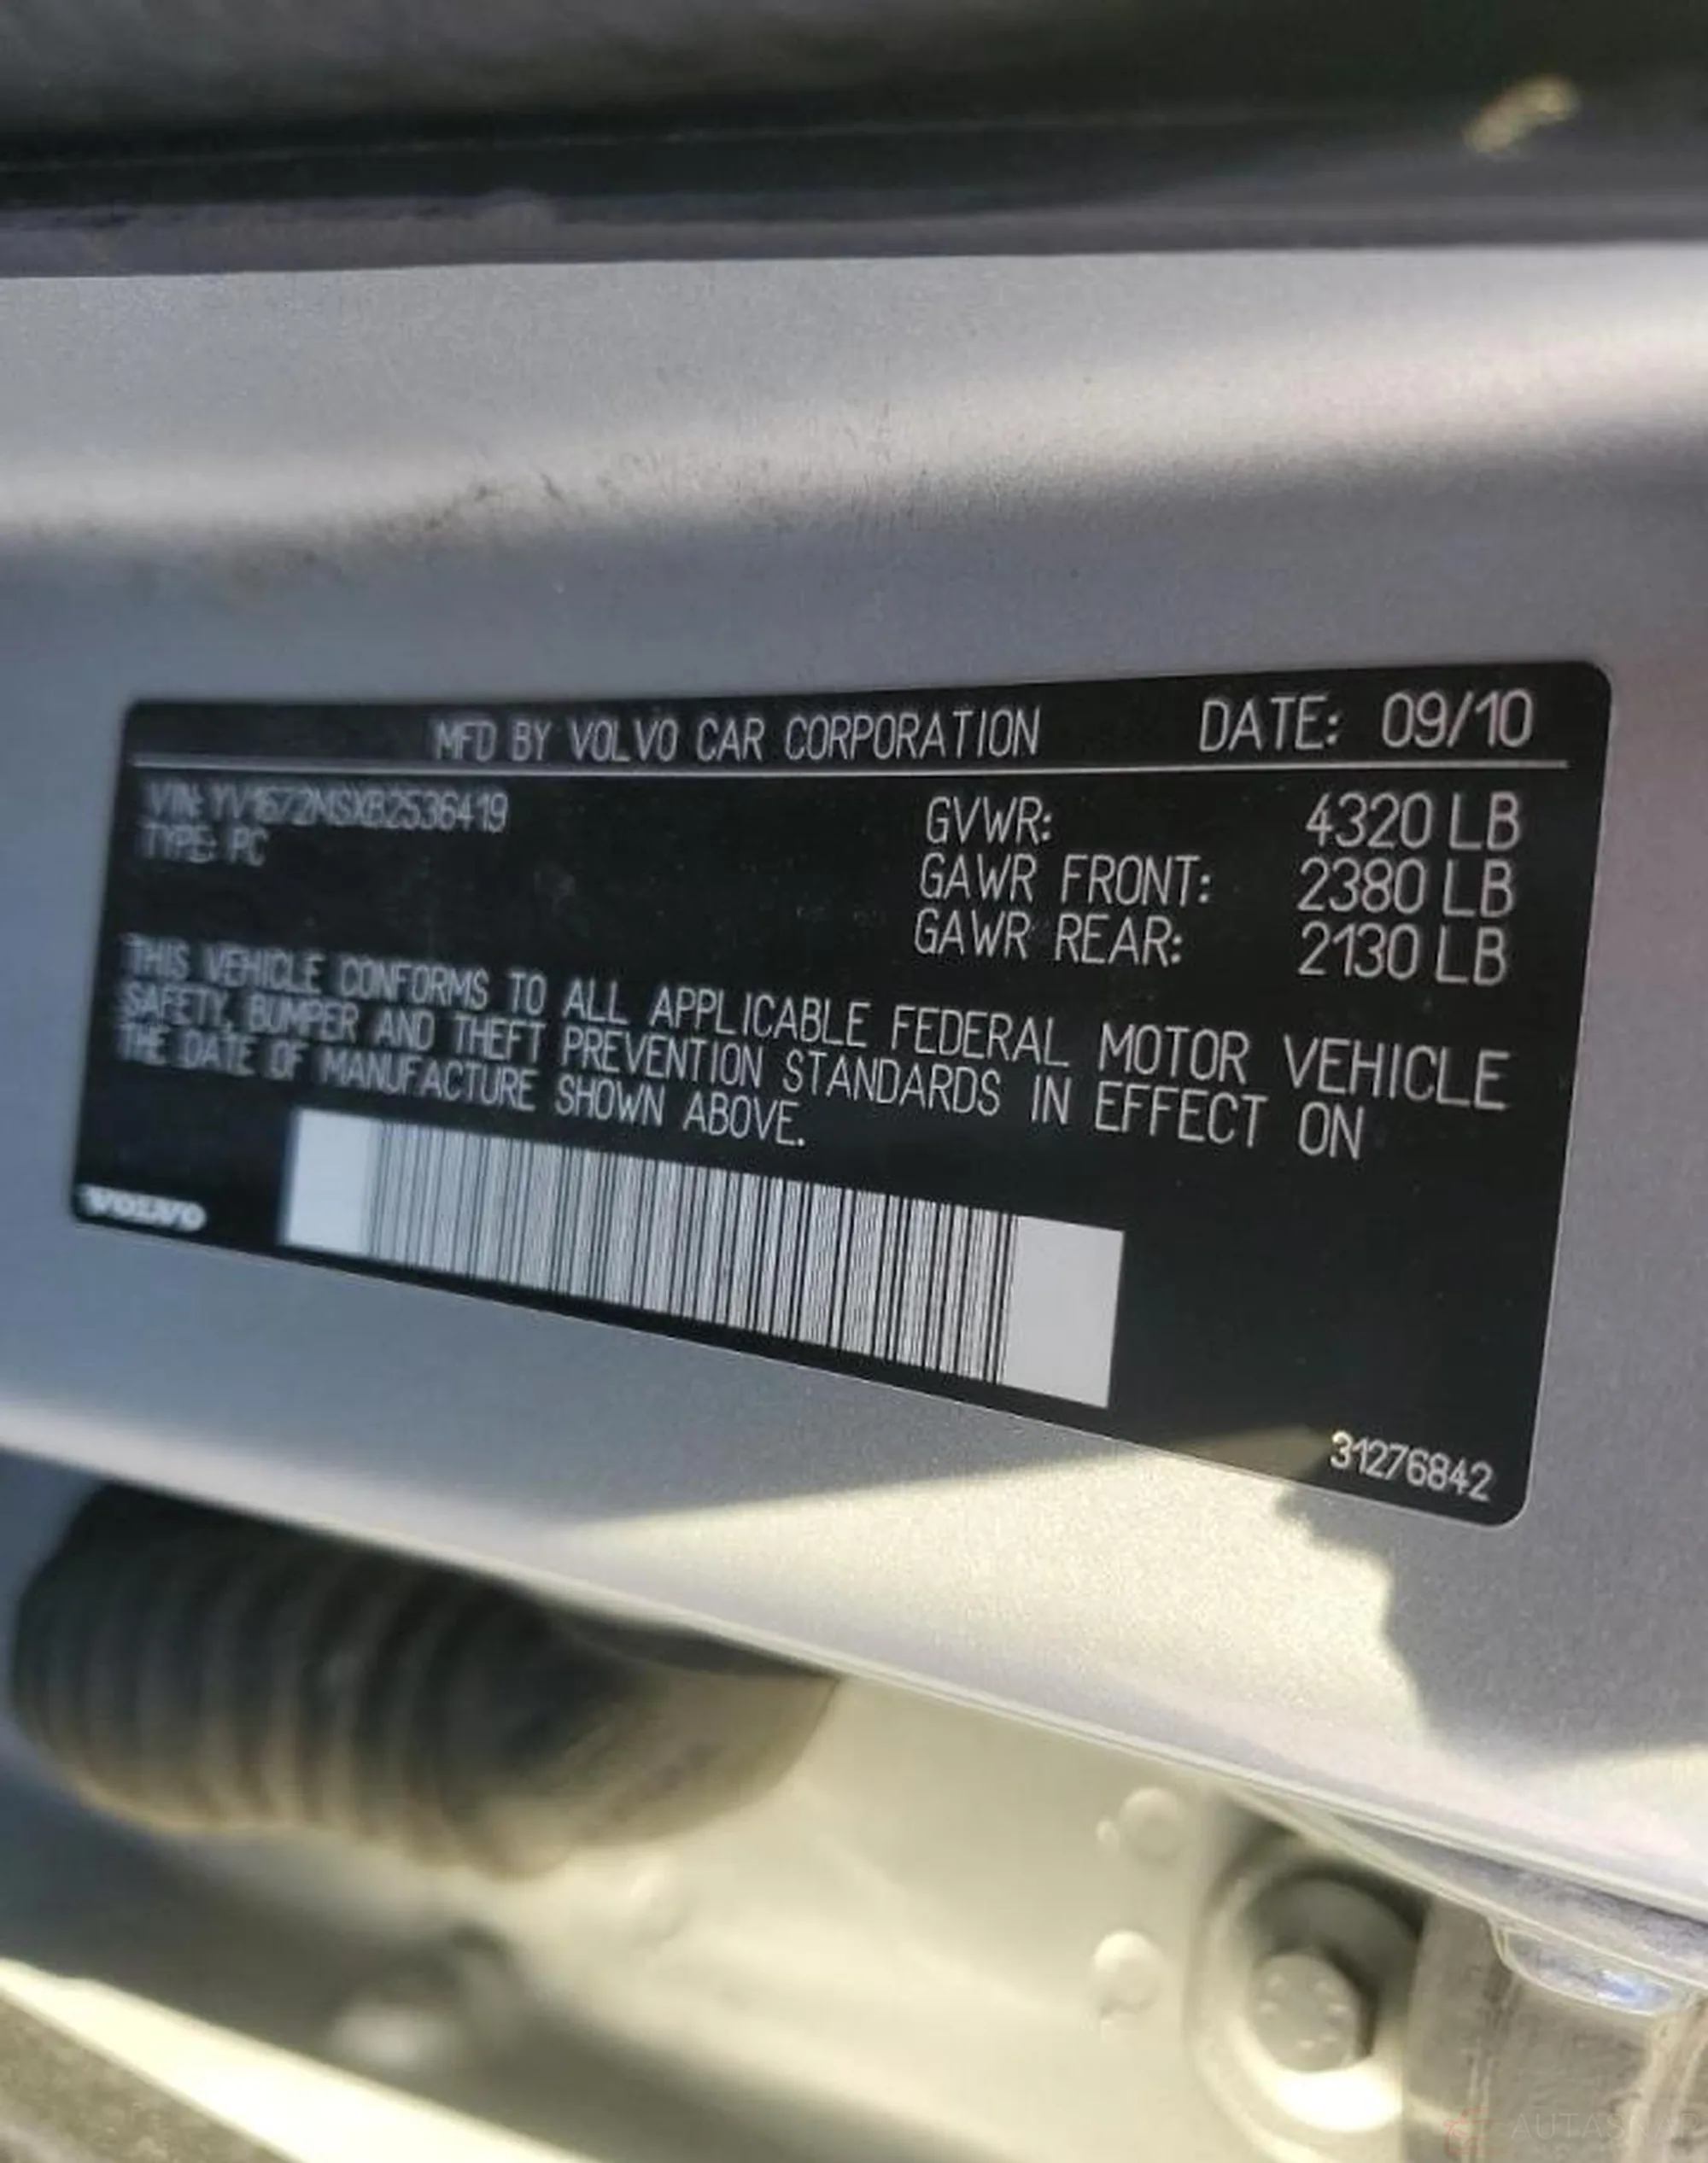 MFD BY VOLVO CAR CORPORATION DATE: 09/10
VIN: YV1672MSXB2536419
TYPE: PC
GVWR: 4320 LB
GAWR FRONT: 2380 LB
GAWR REAR: 2130 LB
THIS VEHICLE CONFORMS TO ALL APPLICABLE FEDERAL MOTOR VEHICLE
SAFETY, BUMPER AND THEFT PREVENTION STANDARDS IN EFFECT ON
THE DATE OF MANUFACTURE SHOWN ABOVE.
VOLVO
31276842